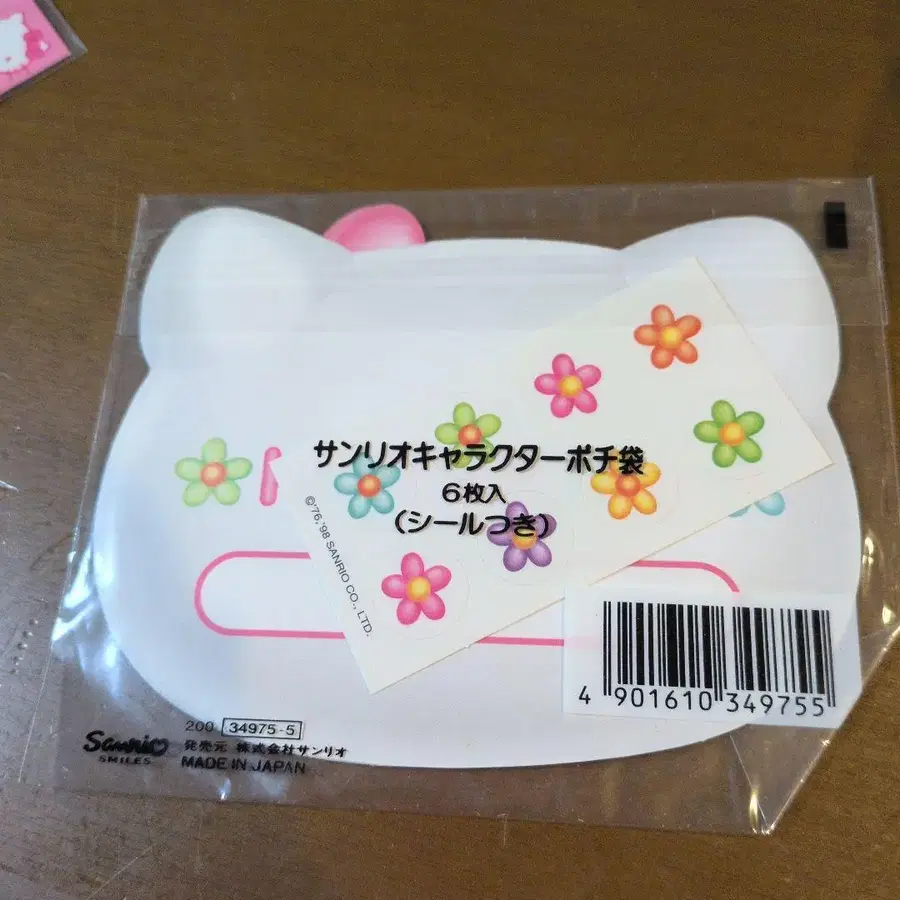 サンリオキャラクターポチ袋
6枚入
(シールつき)
©'76,'98 SANRIO CO., LTD.
4 901610 349755
200 34975-5
Sanrio
SMILES
発売元 株式会社サンリオ
MADE IN JAPAN